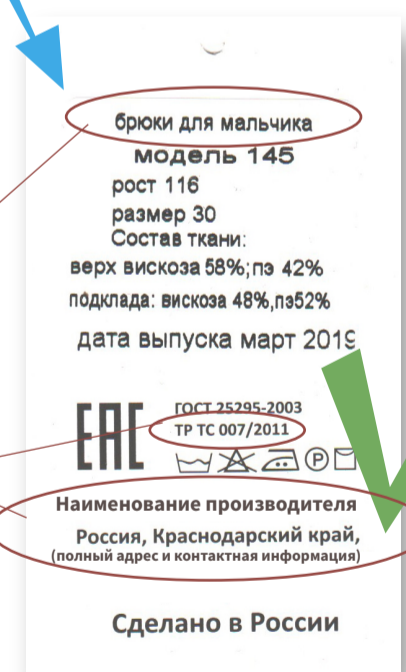 брюки для мальчика
модель 145
рост 116
размер 30
Состав ткани:
верх вискоза 58%; пэ 42%
подклада: вискоза 48%,пэ52%
дата выпуска март 2019
ЕАС ГОСТ 25295-2003
ТР ТС 007/2011
P
Наименование производителя
Россия, Краснодарский край,
(полный адрес и контактная информация)
Сделано в России